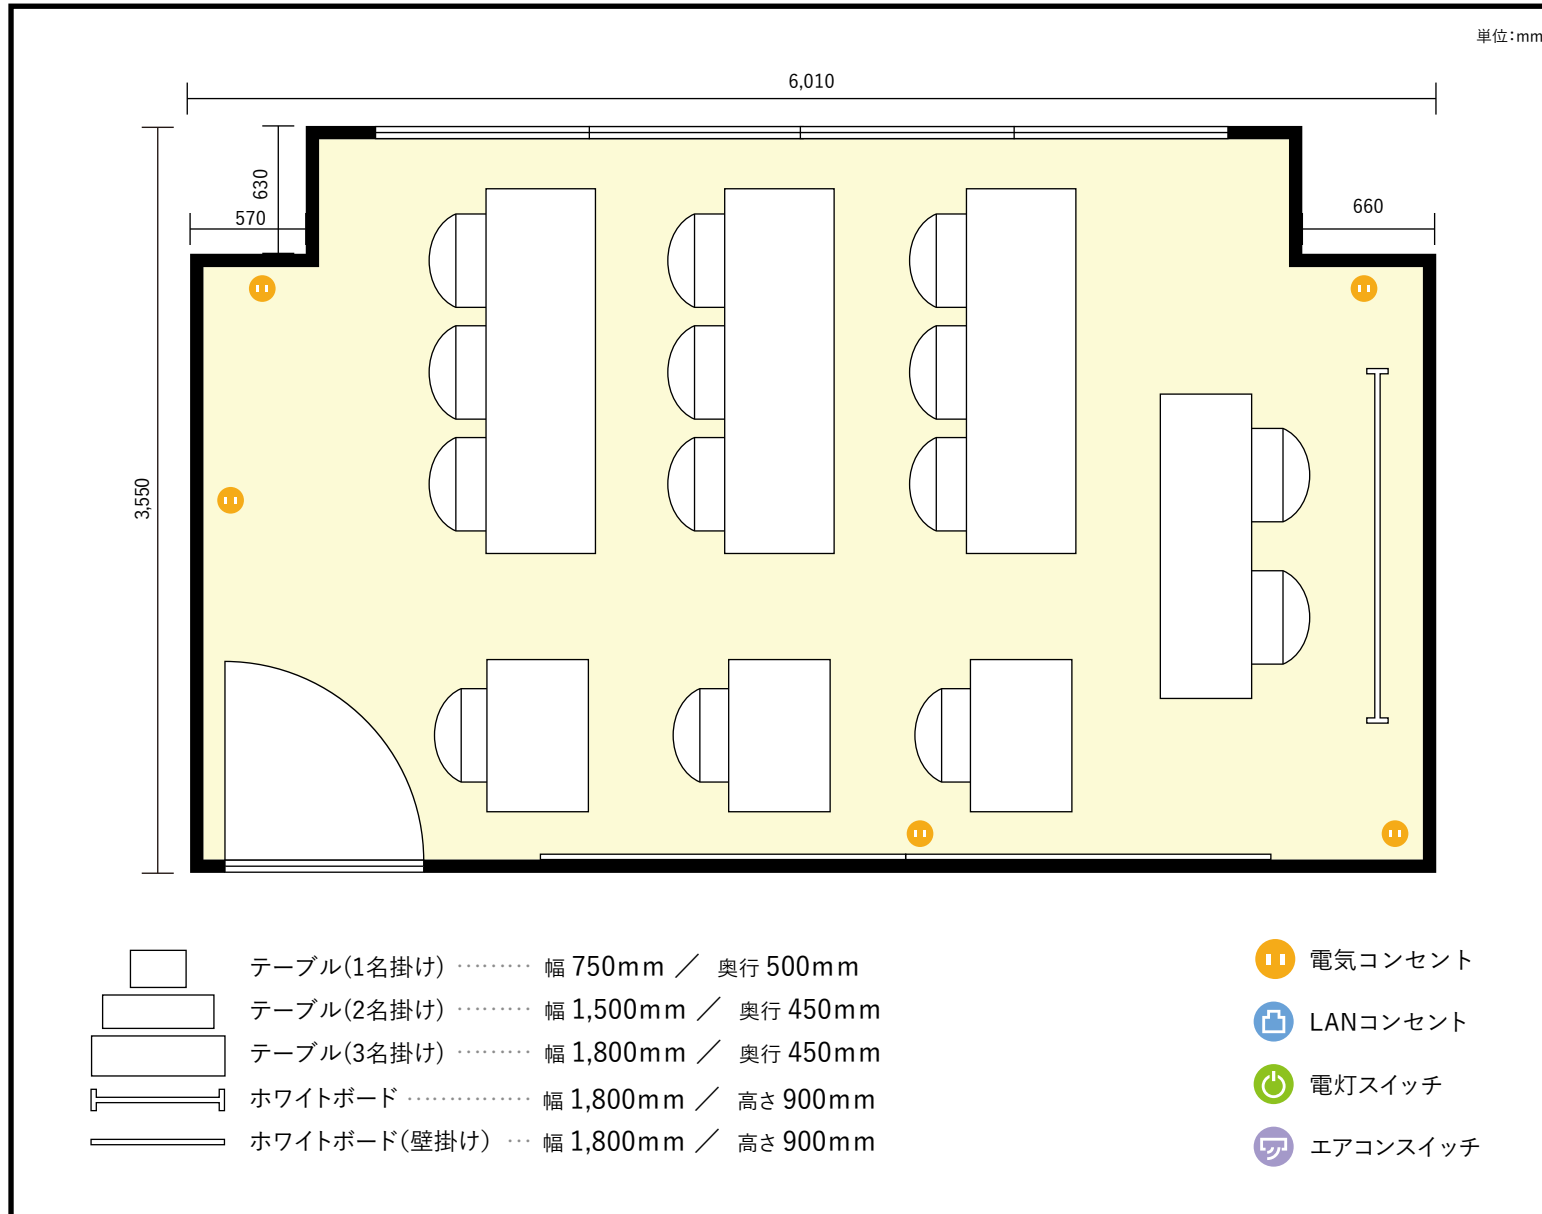 単位:mm
6,010
630
570
660
3,550
テーブル(1名掛け) ……… 幅 750mm ／ 奥行 500mm
テーブル(2名掛け) ……… 幅 1,500mm ／ 奥行 450mm
テーブル(3名掛け) ……… 幅 1,800mm ／ 奥行 450mm
ホワイトボード …………… 幅 1,800mm ／ 高さ 900mm
ホワイトボード(壁掛け) … 幅 1,800mm ／ 高さ 900mm
電気コンセント
LANコンセント
電灯スイッチ
エアコンスイッチ